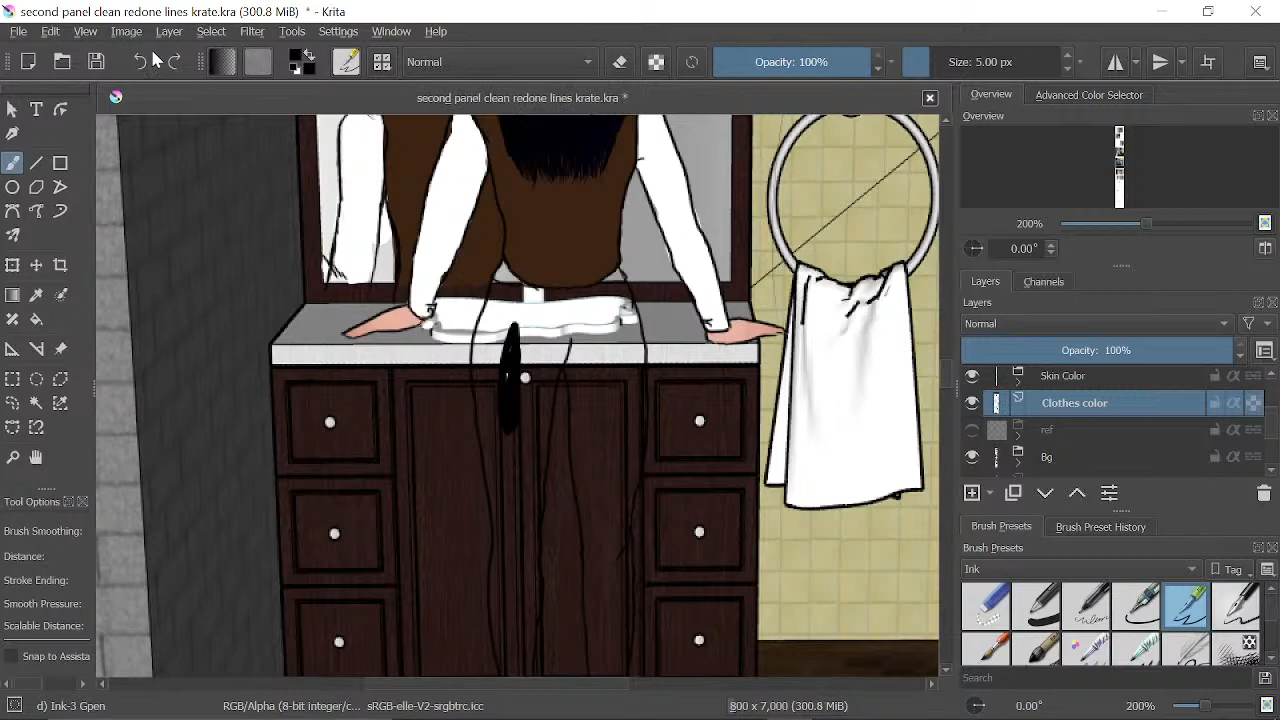 second panel clean redone lines krate.kra (300.8 MiB) * - Krita
File Edit View Image Layer Select Filter Tools Settings Window Help
Normal Opacity: 100% Size: 5.00 px
second panel clean redone lines krate.kra *
Overview Advanced Color Selector
Overview
200%
0.00°
Layers Channels
Layers
Normal
Opacity: 100%
Skin Color
Clothes color
ref
Bg
Tool Options
Brush Smoothing:
Distance:
Stroke Ending:
Smooth Pressure:
Scalable Distance:
Snap to Assista
Brush Presets Brush Preset History
Brush Presets
Ink Tag
Search
d) Ink-3 Gpen RGB/Alpha (8-bit integer/c... sRGB-elle-V2-srgbtrc.icc 800 x 7,000 (300.8 MiB) 0.00° 200%